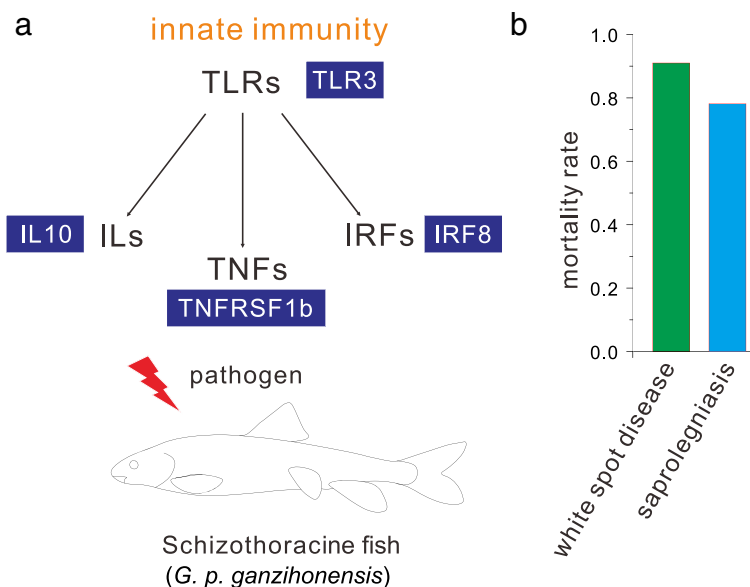 a
innate immunity
TLRs TLR3
IL10 ILs
IRFs IRF8
TNFs
TNFRSF1b
pathogen
Schizothoracine fish
(G. p. ganzihonensis)
b
mortality rate
1.0
0.8
0.6
0.4
0.2
0.0
white spot disease
saprolegniasis